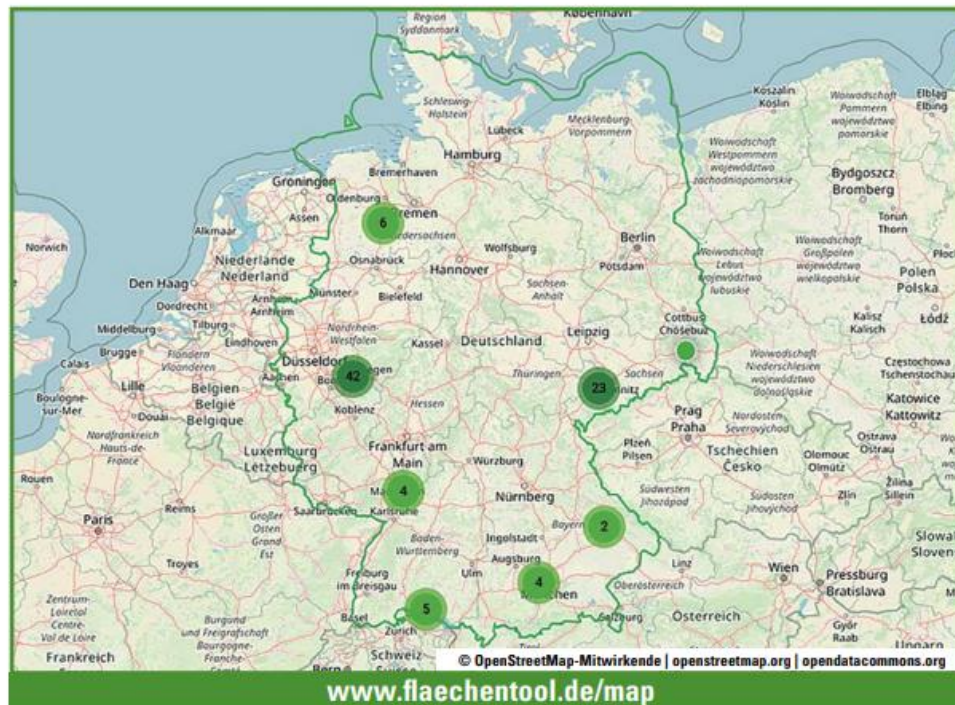 København
Region
Syddanmark
Schleswig-
Holstein
Mecklenburg-
Vorpommern
Lübeck
Hamburg
Bremerhaven
Koszalin
Köslin
Woiwodschaft
Pommern
województwo
pomorskie
Elbląg
Elbing
Woiwodschaft
Westpommern
województwo
zachodniopomorskie
Bydgoszcz
Bromberg
Toruń
Thorn
Groningen
Assen
Oldenburg
Bremen
6
Norwich
Alkmaar
Niederlande
Nederland
Den Haag
Dordrecht
Arnheim
Arnhem
Tilburg
Middelburg
Eindhoven
Osnabrück
Hannover
Wolfsburg
Berlin
Potsdam
Münster
Bielefeld
Sachsen-
Anhalt
Woiwodschaft
Lebus
województwo
lubuskie
Woiwodschaft
Großpolen
województwo
wielkopolskie
Polen
Polska
Łódź
Kalisz
Kalisch
Calais
Brugge
Flandern
Vlaanderen
Lille
Boulogne-
sur-Mer
Douai
Belgien
België
Belgique
Nordrhein-
Westfalen
Düsseldorf
Aachen
42
Koblenz
Kassel
Deutschland
Leipzig
Cottbus
Chóśebuz
Thüringen
23
Sachsen
Hessen
Woiwodschaft
Niederschlesien
województwo
dolnośląskie
Częstochowa
Tschenstochau
Katowice
Kattowitz
Nordfrankreich
Hauts-de-
France
Rouen
Reims
Paris
Luxemburg
Lëtzebuerg
Saarbrücken
Großer
Osten
Grand
Est
Frankfurt am
Main
4
Karlsruhe
Würzburg
Nürnberg
Prag
Praha
Plzeň
Pilsen
Nordosten
Severovýchod
Tschechien
Česko
Olomouc
Olmütz
Ostrava
Ostrau
Zlín
Žilina
Sillein
Südwesten
Jihozápad
Südosten
Jihovýchod
Troyes
Baden-
Württemberg
Ingolstadt
2
Augsburg
Ulm
4
Linz
Oberösterreich
Wien
Pressburg
Bratislava
Freiburg
im Breisgau
Basel
5
Zürich
Salzburg
Österreich
Győr
Raab
Zentrum-
Loiretal
Centre-
Val de Loire
Burgund
und Freigrafschaft
Bourgogne-
Frankreich
Schweiz
© OpenStreetMap-Mitwirkende | openstreetmap.org | opendatacommons.org
www.flaechentool.de/map